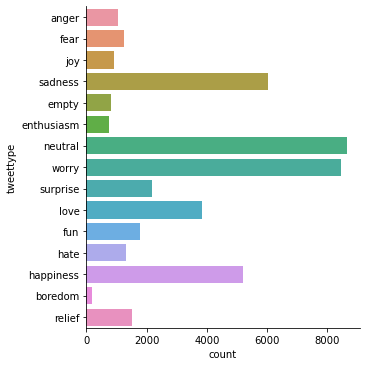 tweettype
anger
fear
joy
sadness
empty
enthusiasm
neutral
worry
surprise
love
fun
hate
happiness
boredom
relief
0 2000 4000 6000 8000
count